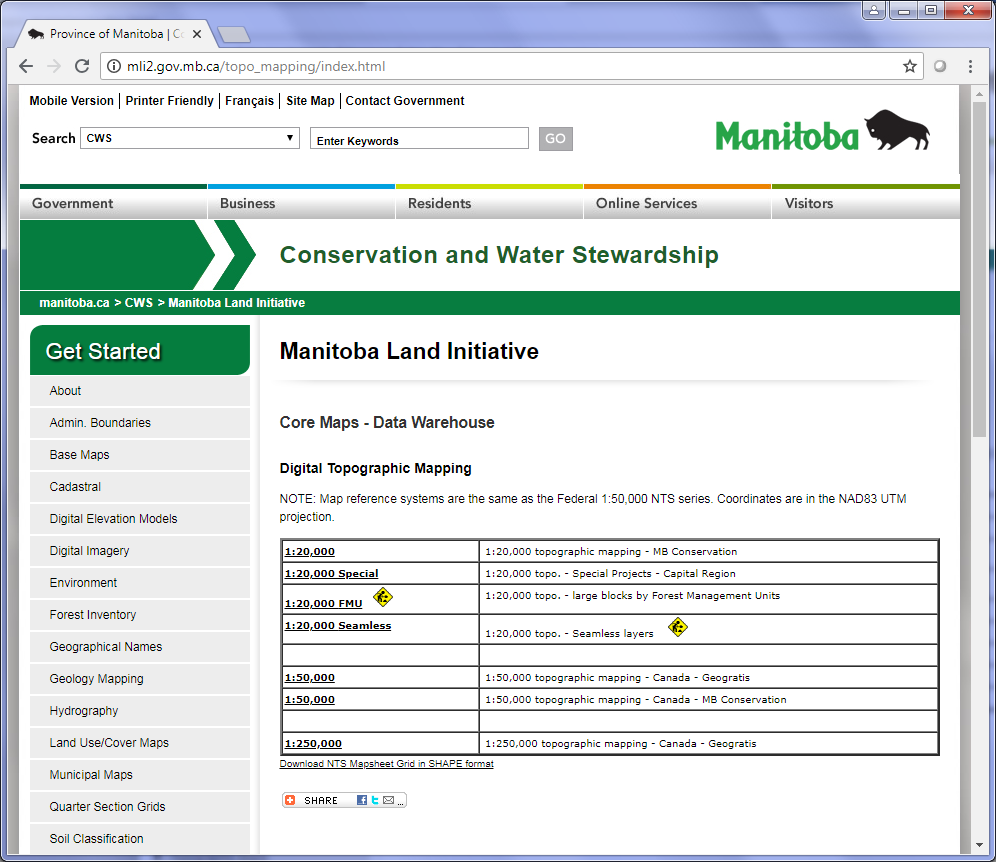 Province of Manitoba | Co
mli2.gov.mb.ca/topo_mapping/index.html
Mobile Version | Printer Friendly | Français | Site Map | Contact Government
Search CWS Enter Keywords GO
Manitoba
Government Business Residents Online Services Visitors
Conservation and Water Stewardship
manitoba.ca > CWS > Manitoba Land Initiative
Get Started
About
Admin. Boundaries
Base Maps
Cadastral
Digital Elevation Models
Digital Imagery
Environment
Forest Inventory
Geographical Names
Geology Mapping
Hydrography
Land Use/Cover Maps
Municipal Maps
Quarter Section Grids
Soil Classification
Manitoba Land Initiative
Core Maps - Data Warehouse
Digital Topographic Mapping
NOTE: Map reference systems are the same as the Federal 1:50,000 NTS series. Coordinates are in the NAD83 UTM
projection.
1:20,000 1:20,000 topographic mapping - MB Conservation
1:20,000 Special 1:20,000 topo. - Special Projects - Capital Region
1:20,000 FMU 1:20,000 topo. - large blocks by Forest Management Units
1:20,000 Seamless 1:20,000 topo. - Seamless layers
1:50,000 1:50,000 topographic mapping - Canada - Geogratis
1:50,000 1:50,000 topographic mapping - Canada - MB Conservation
1:250,000 1:250,000 topographic mapping - Canada - Geogratis
Download NTS Mapsheet Grid in SHAPE format
SHARE ...